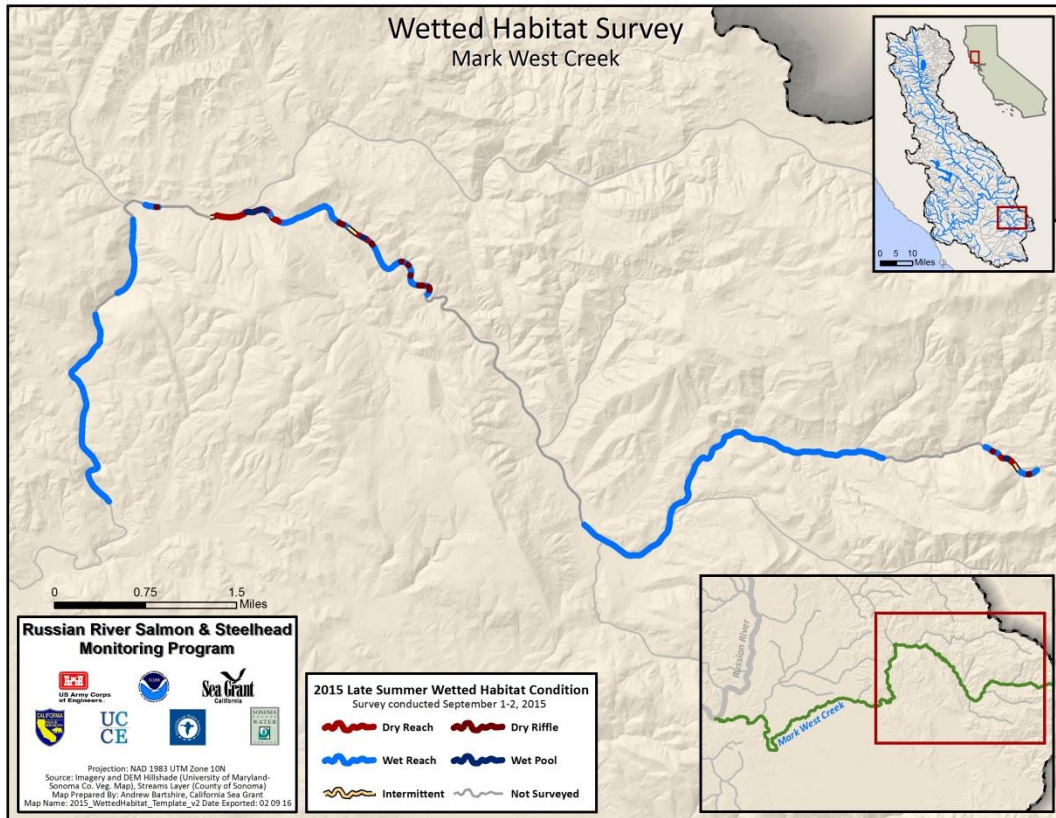 Wetted Habitat Survey
Mark West Creek
0 5 10
Miles
0 0.75 1.5
Miles
Russian River Salmon & Steelhead
Monitoring Program
US Army Corps
of Engineers®
NOAA
Sea Grant
California
CALIFORNIA
UC
CE
SONOMA
COUNTY
WATER
Projection: NAD 1983 UTM Zone 10N
Source: Imagery and DEM Hillshade (University of Maryland-
Sonoma Co. Veg. Map), Streams Layer (County of Sonoma)
Map Prepared By: Andrew Bartshire, California Sea Grant
Map Name: 2015_WettedHabitat_Template_v2 Date Exported: 02 09 16
2015 Late Summer Wetted Habitat Condition
Survey conducted September 1-2, 2015
Dry Reach
Dry Riffle
Wet Reach
Wet Pool
Intermittent
Not Surveyed
Russian River
Mark West Creek